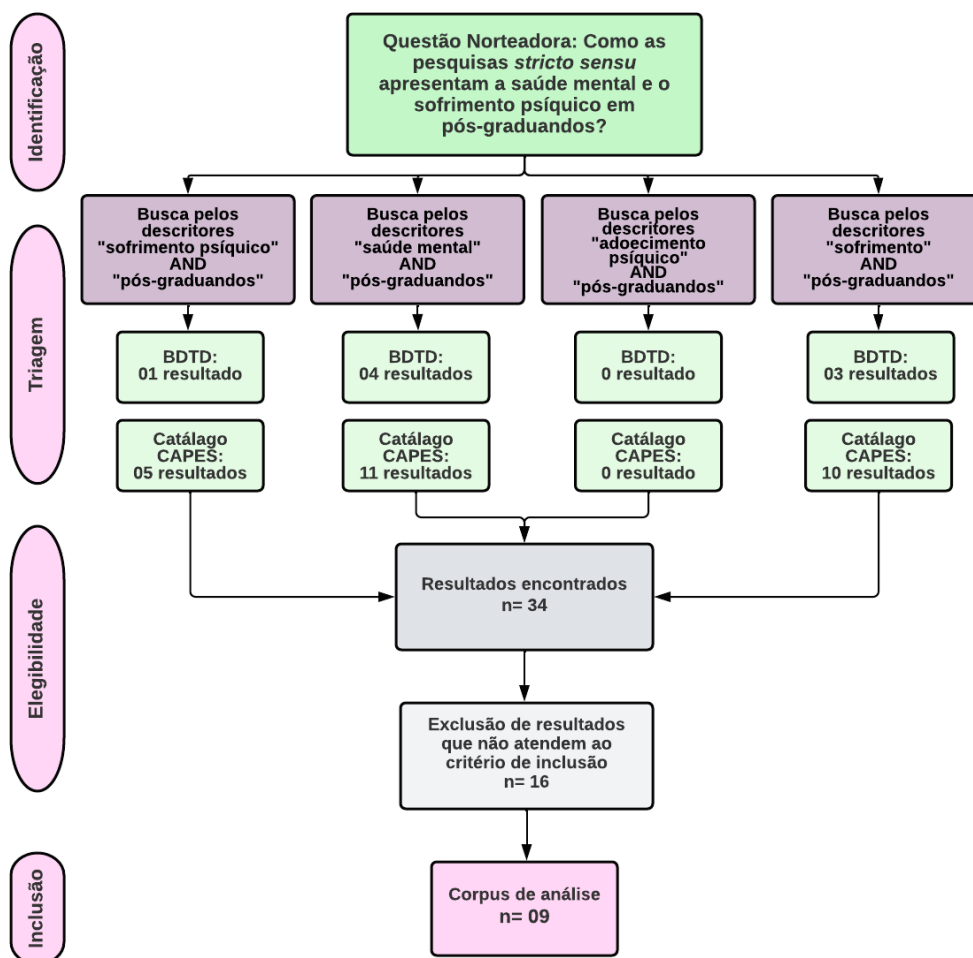 Identificação
Questão Norteadora: Como as
pesquisas stricto sensu
apresentam a saúde mental e o
sofrimento psíquico em
pós-graduandos?
Triagem
Busca pelos
descritores
"sofrimento psíquico"
AND
"pós-graduandos"
Busca pelos
descritores
"saúde mental"
AND
"pós-graduandos"
Busca pelos
descritores
"adoecimento
psíquico"
AND
"pós-graduandos"
Busca pelos
descritores
"sofrimento"
AND
"pós-graduandos"
BDTD:
01 resultado
BDTD:
04 resultados
BDTD:
0 resultado
BDTD:
03 resultados
Catálago
CAPES:
05 resultados
Catálago
CAPES:
11 resultados
Catálago
CAPES:
0 resultado
Catálago
CAPES:
10 resultados
Elegibilidade
Resultados encontrados
n= 34
Exclusão de resultados
que não atendem ao
critério de inclusão
n= 16
Inclusão
Corpus de análise
n= 09